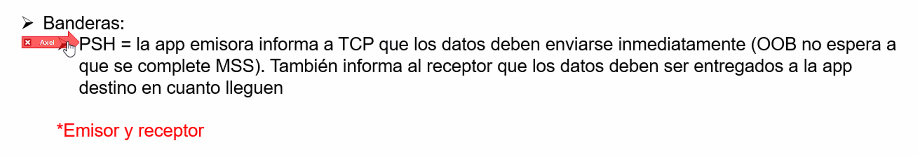 ➢ Banderas:
Axel
➢ PSH = la app emisora informa a TCP que los datos deben enviarse inmediatamente (OOB no espera a
que se complete MSS). También informa al receptor que los datos deben ser entregados a la app
destino en cuanto lleguen
*Emisor y receptor